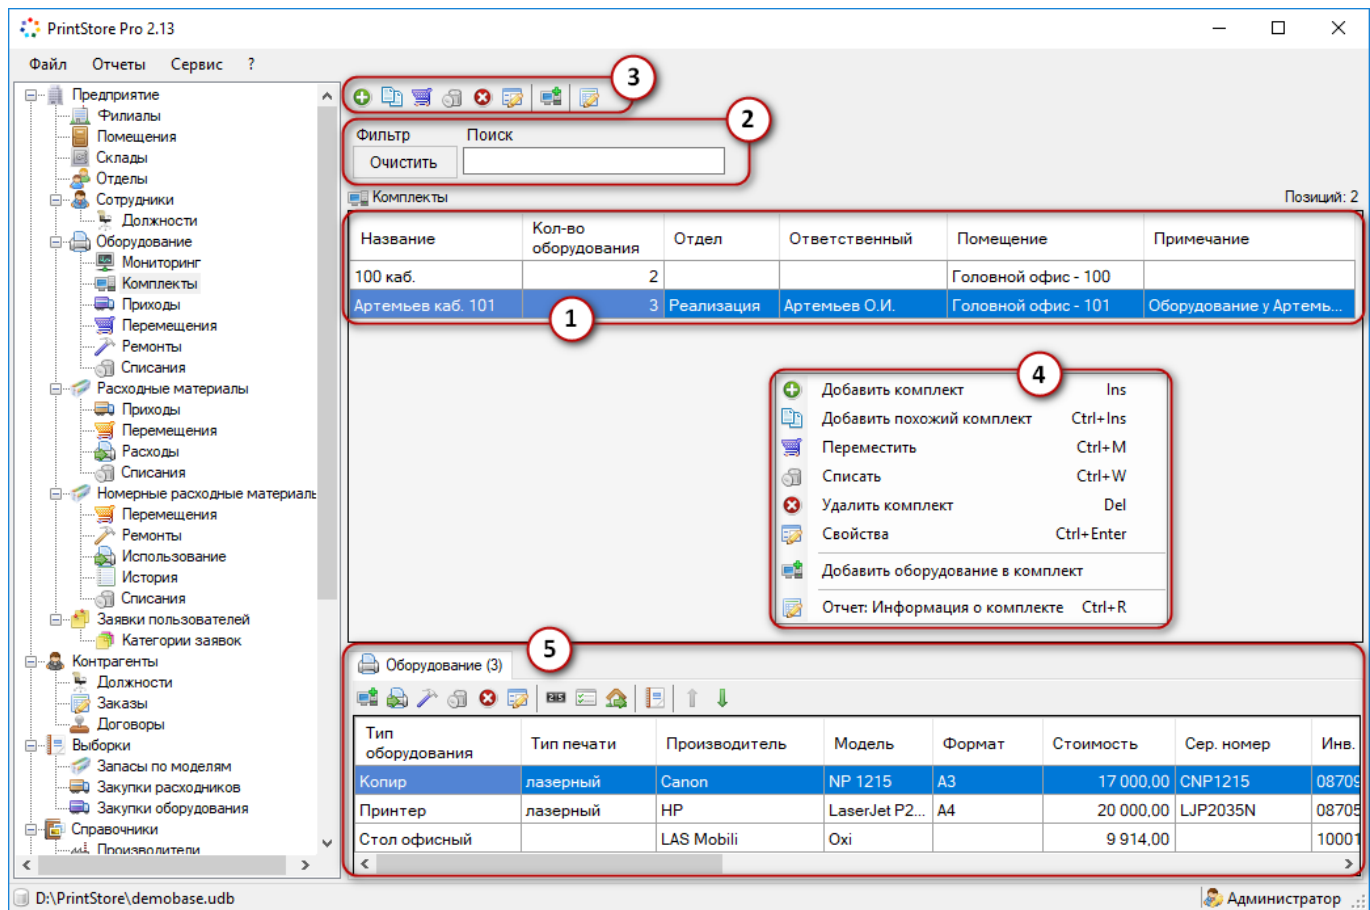 PrintStore Pro 2.13
Файл Отчеты Сервис ?
Предприятие
Филиалы
Помещения
Склады
Отделы
Сотрудники
Должности
Оборудование
Мониторинг
Комплекты
Приходы
Перемещения
Ремонты
Списания
Расходные материалы
Приходы
Перемещения
Расходы
Списания
Номерные расходные материаль
Перемещения
Ремонты
Использование
История
Списания
Заявки пользователей
Категории заявок
Контрагенты
Должности
Заказы
Договоры
Выборки
Запасы по моделям
Закупки расходников
Закупки оборудования
Справочники
Производители
3
2
Фильтр Поиск
Очистить
Комплекты Позиций: 2
Название Кол-во оборудования Отдел Ответственный Помещение Примечание
100 каб. 2 Головной офис - 100
Артемьев каб. 101 3 Реализация Артемьев О.И. Головной офис - 101 Оборудование у Артемь...
1
4
Добавить комплект Ins
Добавить похожий комплект Ctrl+Ins
Переместить Ctrl+M
Списать Ctrl+W
Удалить комплект Del
Свойства Ctrl+Enter
Добавить оборудование в комплект
Отчет: Информация о комплекте Ctrl+R
5
Оборудование (3)
Тип оборудования Тип печати Производитель Модель Формат Стоимость Сер. номер Инв.
Копир лазерный Canon NP 1215 A3 17 000,00 CNP1215 08709
Принтер лазерный HP LaserJet P2... A4 20 000,00 LJP2035N 08705
Стол офисный LAS Mobili Oxi 9 914,00 10001
D:\PrintStore\demobase.udb Администратор